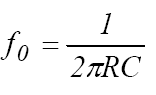 f₀ = 1 / 2πRC